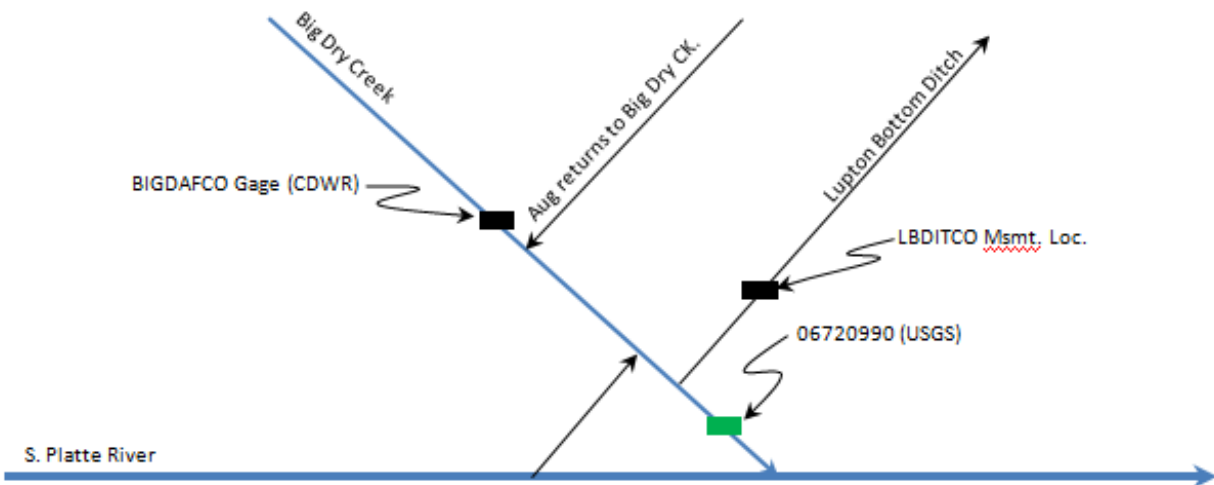 Big Dry Creek
Aug returns to Big Dry CK.
Lupton Bottom Ditch
BIGDAFCO Gage (CDWR)
LBDITCO Msmt. Loc.
06720990 (USGS)
S. Platte River